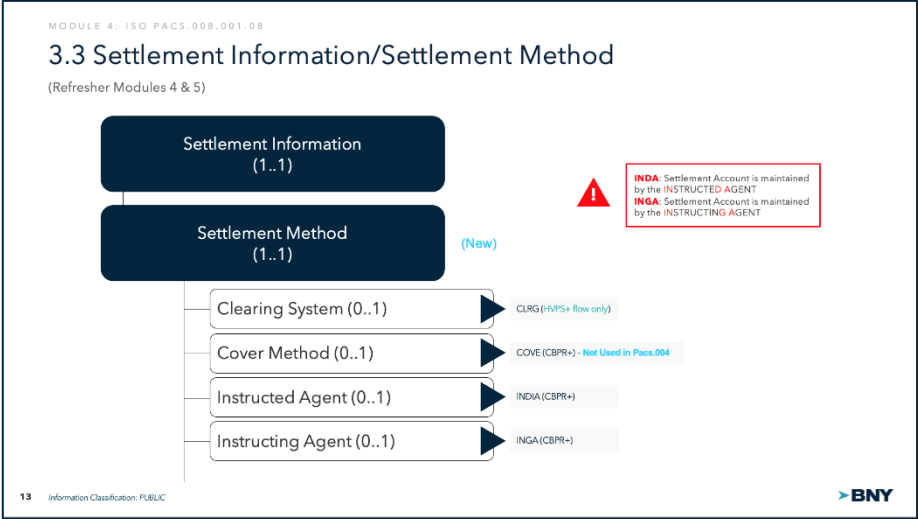 MODULE 4: ISO PACS.008.001.08
3.3 Settlement Information/Settlement Method
(Refresher Modules 4 & 5)
Settlement Information
(1..1)
INDA: Settlement Account is maintained
by the INSTRUCTED AGENT
INGA: Settlement Account is maintained
by the INSTRUCTING AGENT
!
Settlement Method
(1..1)
(New)
Clearing System (0..1)
CLRG (HVPS+ flow only)
Cover Method (0..1)
COVE (CBPR+) - Not Used in Pacs.004
Instructed Agent (0..1)
INDIA (CBPR+)
Instructing Agent (0..1)
INGA (CBPR+)
13
Information Classification: PUBLIC
BNY